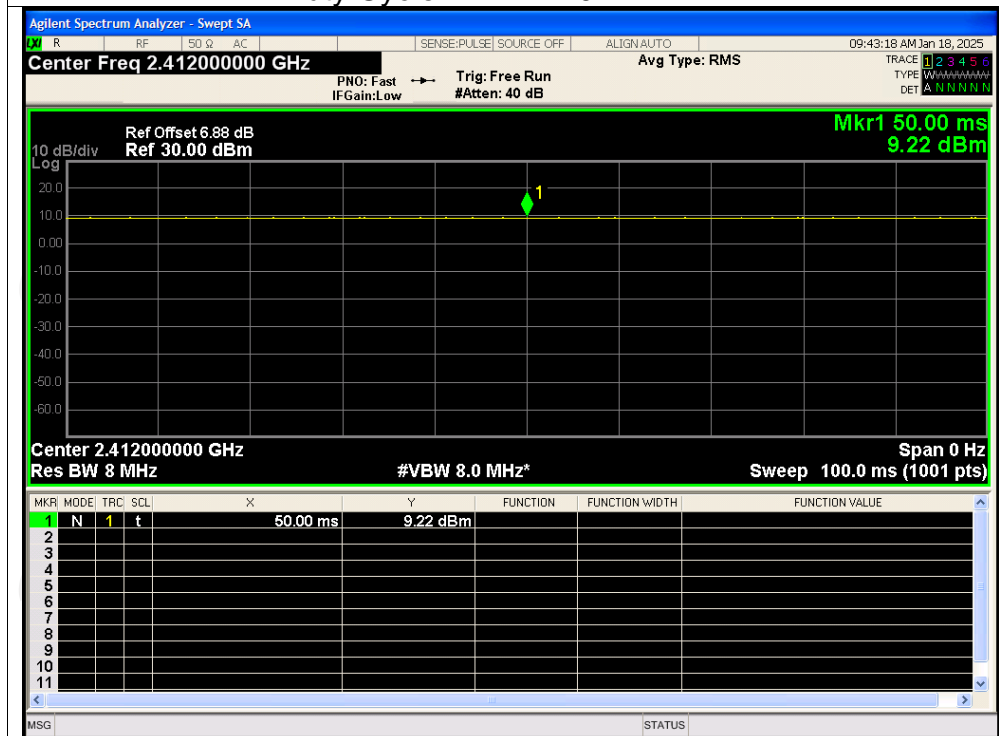 Agilent Spectrum Analyzer - Swept SA
LXI R RF 50 Ω AC SENSE:PULSE SOURCE OFF ALIGN AUTO 09:43:18 AM Jan 18, 2025
Center Freq 2.412000000 GHz Avg Type: RMS TRACE 1 2 3 4 5 6
PNO: Fast Trig: Free Run TYPE W
IFGain:Low #Atten: 40 dB DET A N N N N N
Ref Offset 6.88 dB Mkr1 50.00 ms
10 dB/div Ref 30.00 dBm 9.22 dBm
Log
20.0
1
10.0
0.00
-10.0
-20.0
-30.0
-40.0
-50.0
-60.0
Center 2.412000000 GHz Span 0 Hz
Res BW 8 MHz #VBW 8.0 MHz* Sweep 100.0 ms (1001 pts)
MKR MODE TRC SCL X Y FUNCTION FUNCTION WIDTH FUNCTION VALUE
1 N 1 t 50.00 ms 9.22 dBm
2
3
4
5
6
7
8
9
10
11
MSG STATUS